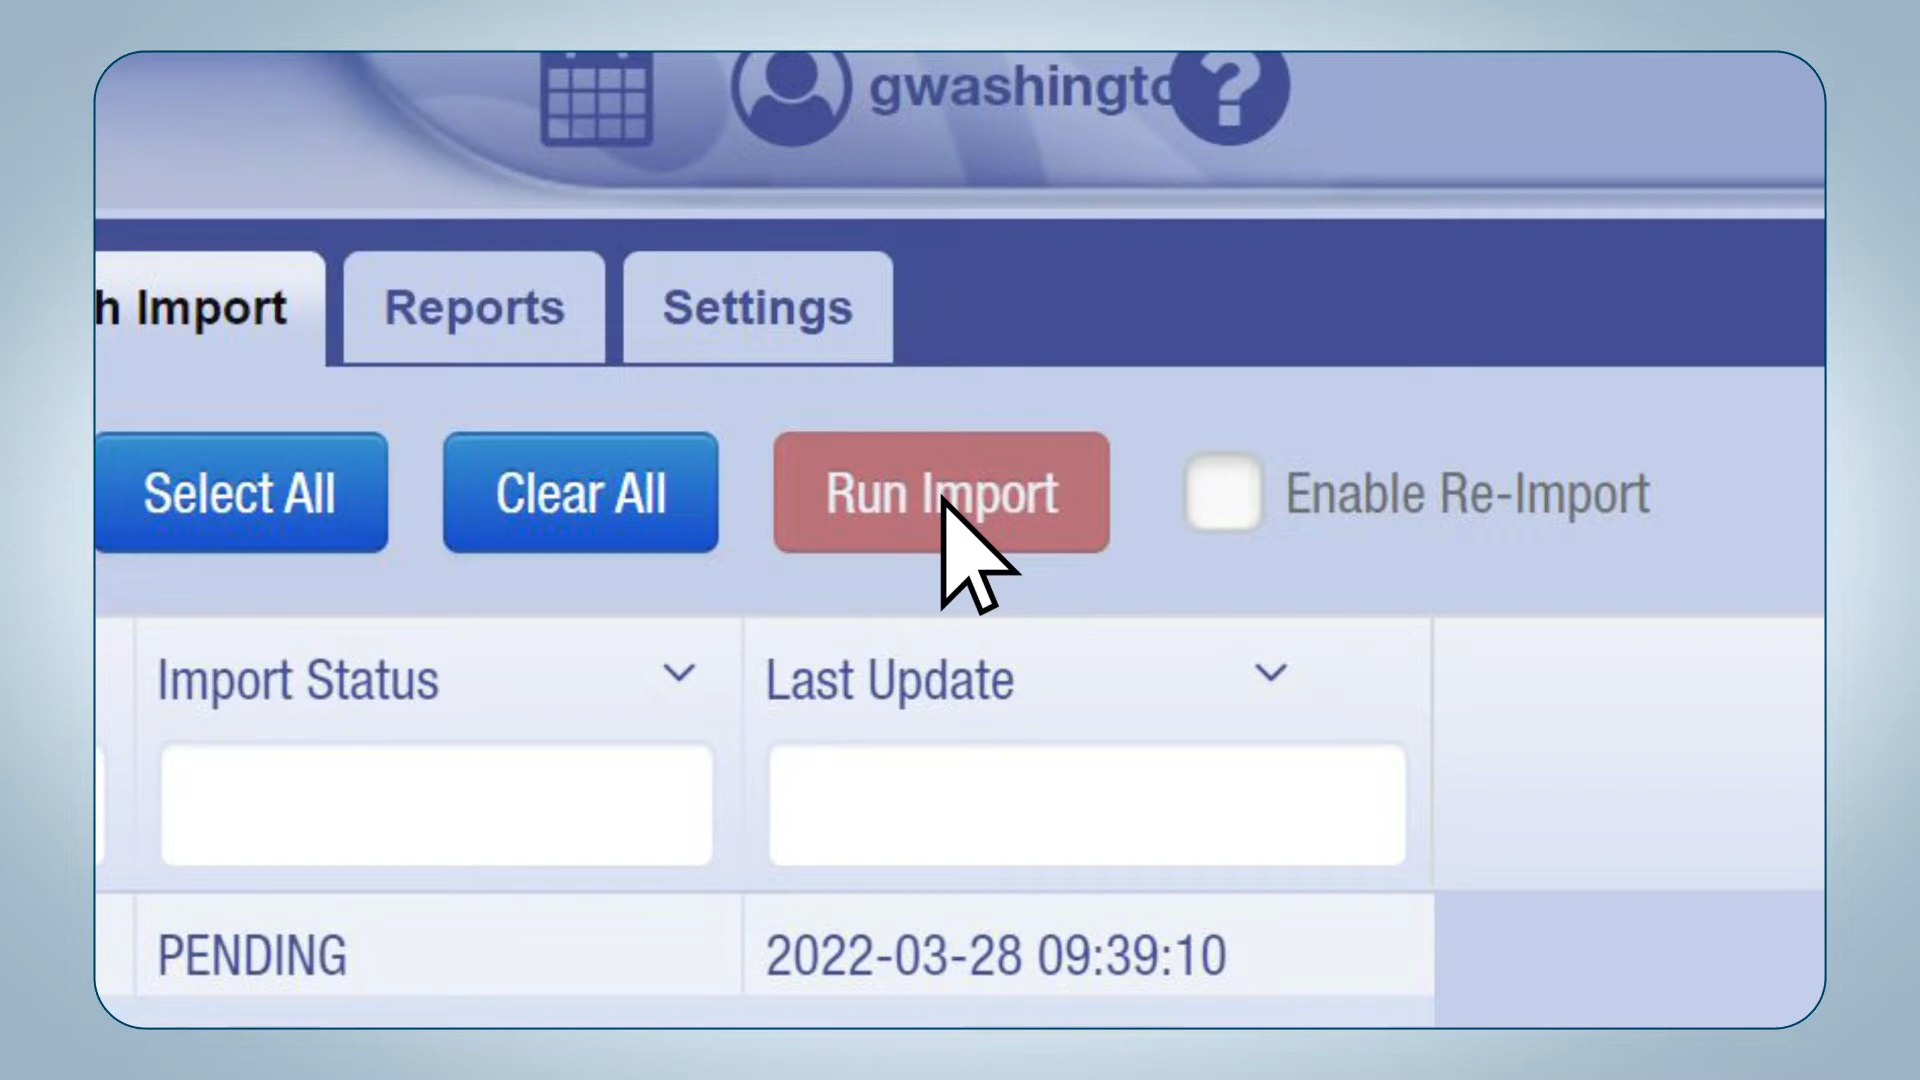 gwashingto
h Import Reports Settings
Select All Clear All Run Import Enable Re-Import
Import Status Last Update
PENDING 2022-03-28 09:39:10